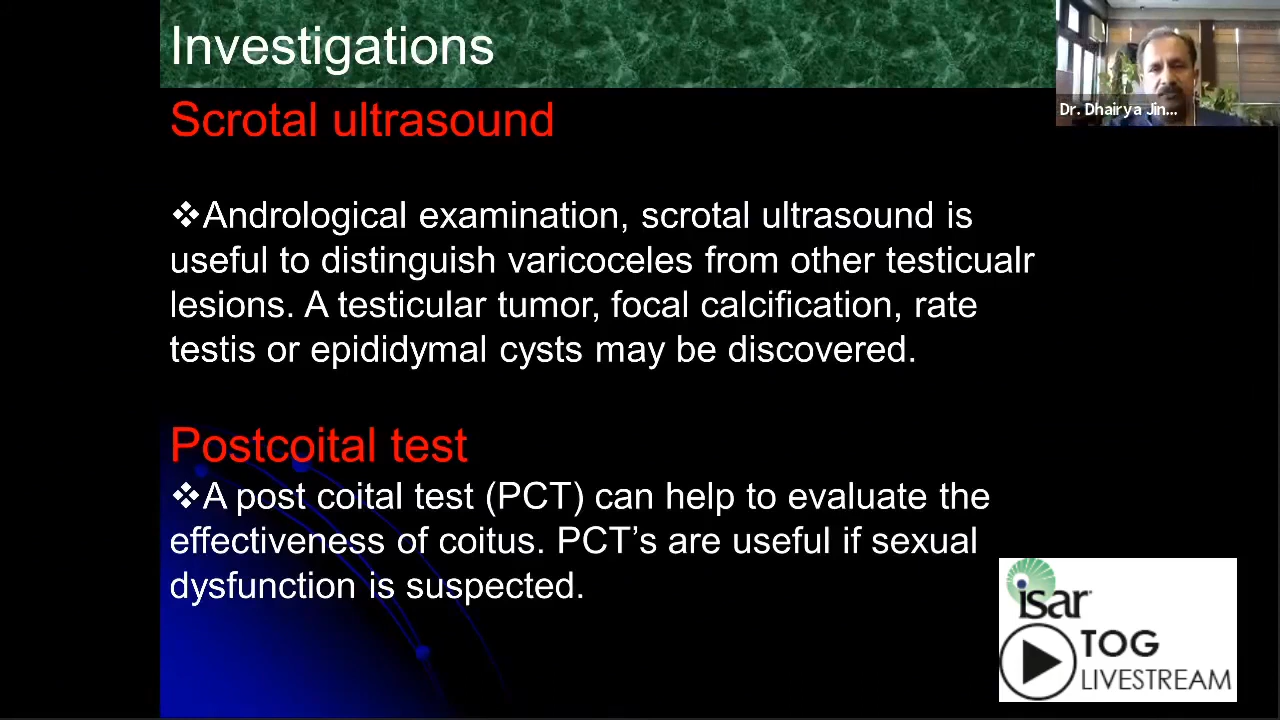 Investigations
Dr. Dhairya Jin...
Scrotal ultrasound
❖Andrological examination, scrotal ultrasound is
useful to distinguish varicoceles from other testicualr
lesions. A testicular tumor, focal calcification, rate
testis or epididymal cysts may be discovered.
Postcoital test
❖A post coital test (PCT) can help to evaluate the
effectiveness of coitus. PCT’s are useful if sexual
dysfunction is suspected.
isar
TOG
LIVESTREAM